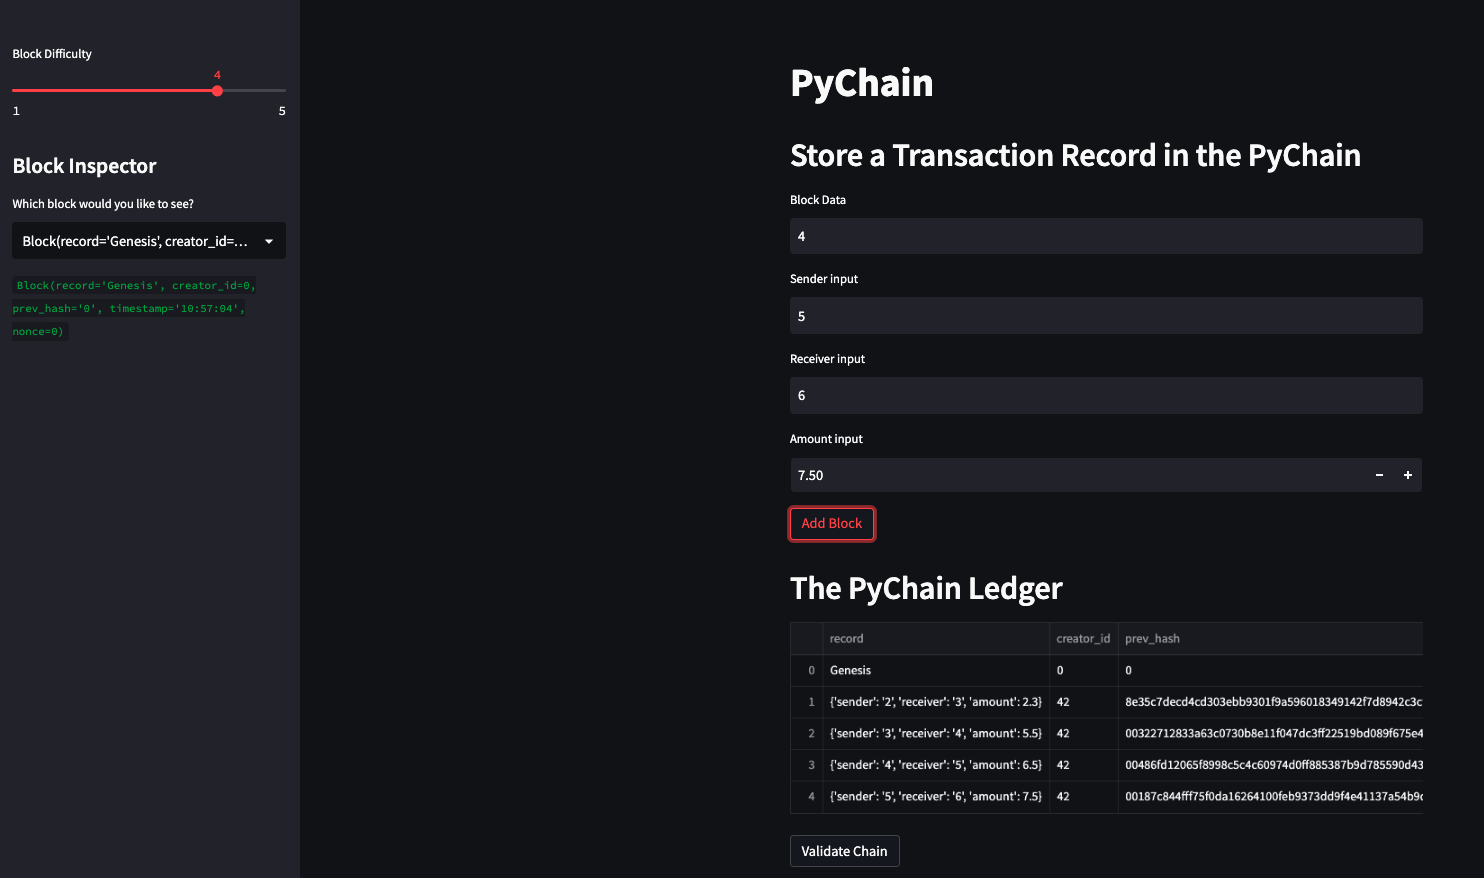 Block Difficulty
4
1 5
Block Inspector
Which block would you like to see?
Block(record='Genesis', creator_id=...
Block(record='Genesis', creator_id=0,
prev_hash='0', timestamp='10:57:04',
nonce=0)
PyChain
Store a Transaction Record in the PyChain
Block Data
4
Sender input
5
Receiver input
6
Amount input
7.50 − +
Add Block
The PyChain Ledger
record creator_id prev_hash
0 Genesis 0 0
1 {'sender': '2', 'receiver': '3', 'amount': 2.3} 42 8e35c7decd4cd303ebb9301f9a596018349142f7d8942c3c
2 {'sender': '3', 'receiver': '4', 'amount': 5.5} 42 00322712833a63c0730b8e11f047dc3ff22519bd089f675e4
3 {'sender': '4', 'receiver': '5', 'amount': 6.5} 42 00486fd12065f8998c5c4c60974d0ff885387b9d785590d43
4 {'sender': '5', 'receiver': '6', 'amount': 7.5} 42 00187c844fff75f0da16264100feb9373dd9f4e41137a54b9
Validate Chain